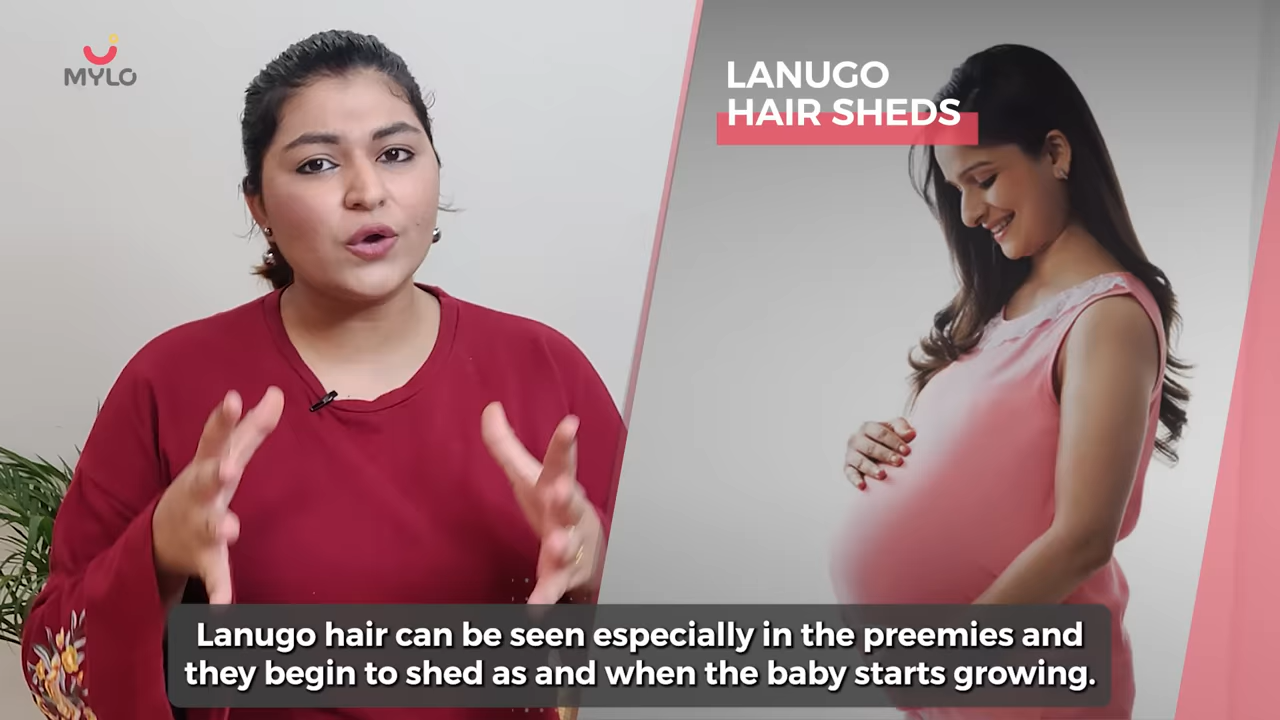 MYLO
LANUGO
HAIR SHEDS
Lanugo hair can be seen especially in the preemies and
they begin to shed as and when the baby starts growing.